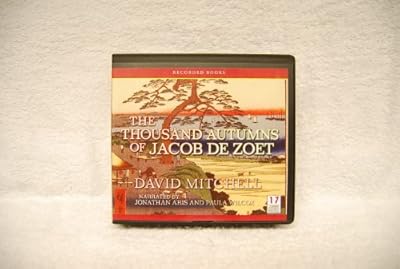 RECORDED BOOKS
THE
THOUSAND AUTUMNS
OF JACOB DE ZOET
DAVID MITCHELL
NARRATED BY
JONATHAN ARIS AND PAULA WILCOX
17